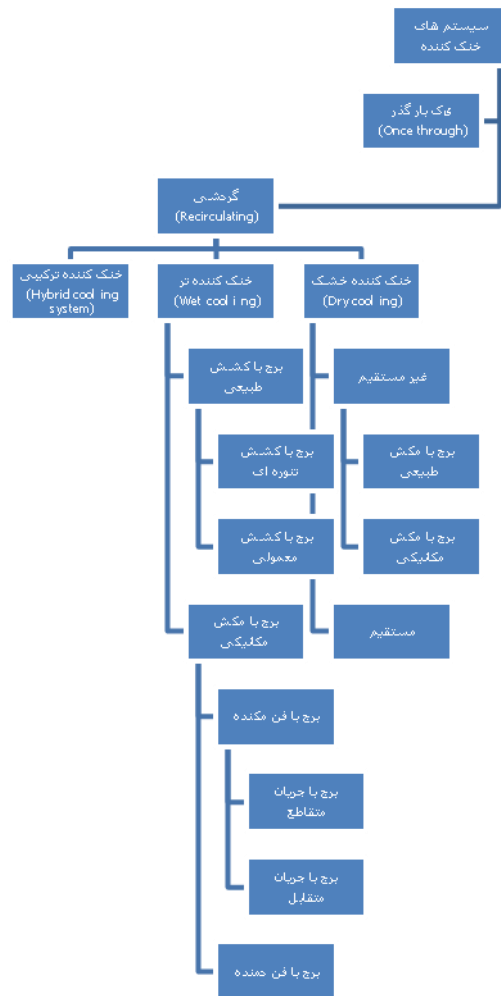 سیستم های
خنک کننده
یک بار گذر
(Once through)
گردشی
(Recirculating)
خنک کننده خشک
(Dry cooling)
خنک کننده تر
(Wet cooling)
خنک کننده ترکیبی
(Hybrid cooling
system)
غیر مستقیم
برج با مکش
طبیعی
برج با مکش
مکانیکی
مستقیم
برج با کشش
طبیعی
برج با کشش
تنوره ای
برج با کشش
معمولی
برج با مکش
مکانیکی
برج با فن مکنده
برج با جریان
متقاطع
برج با جریان
متقابل
برج با فن دمنده